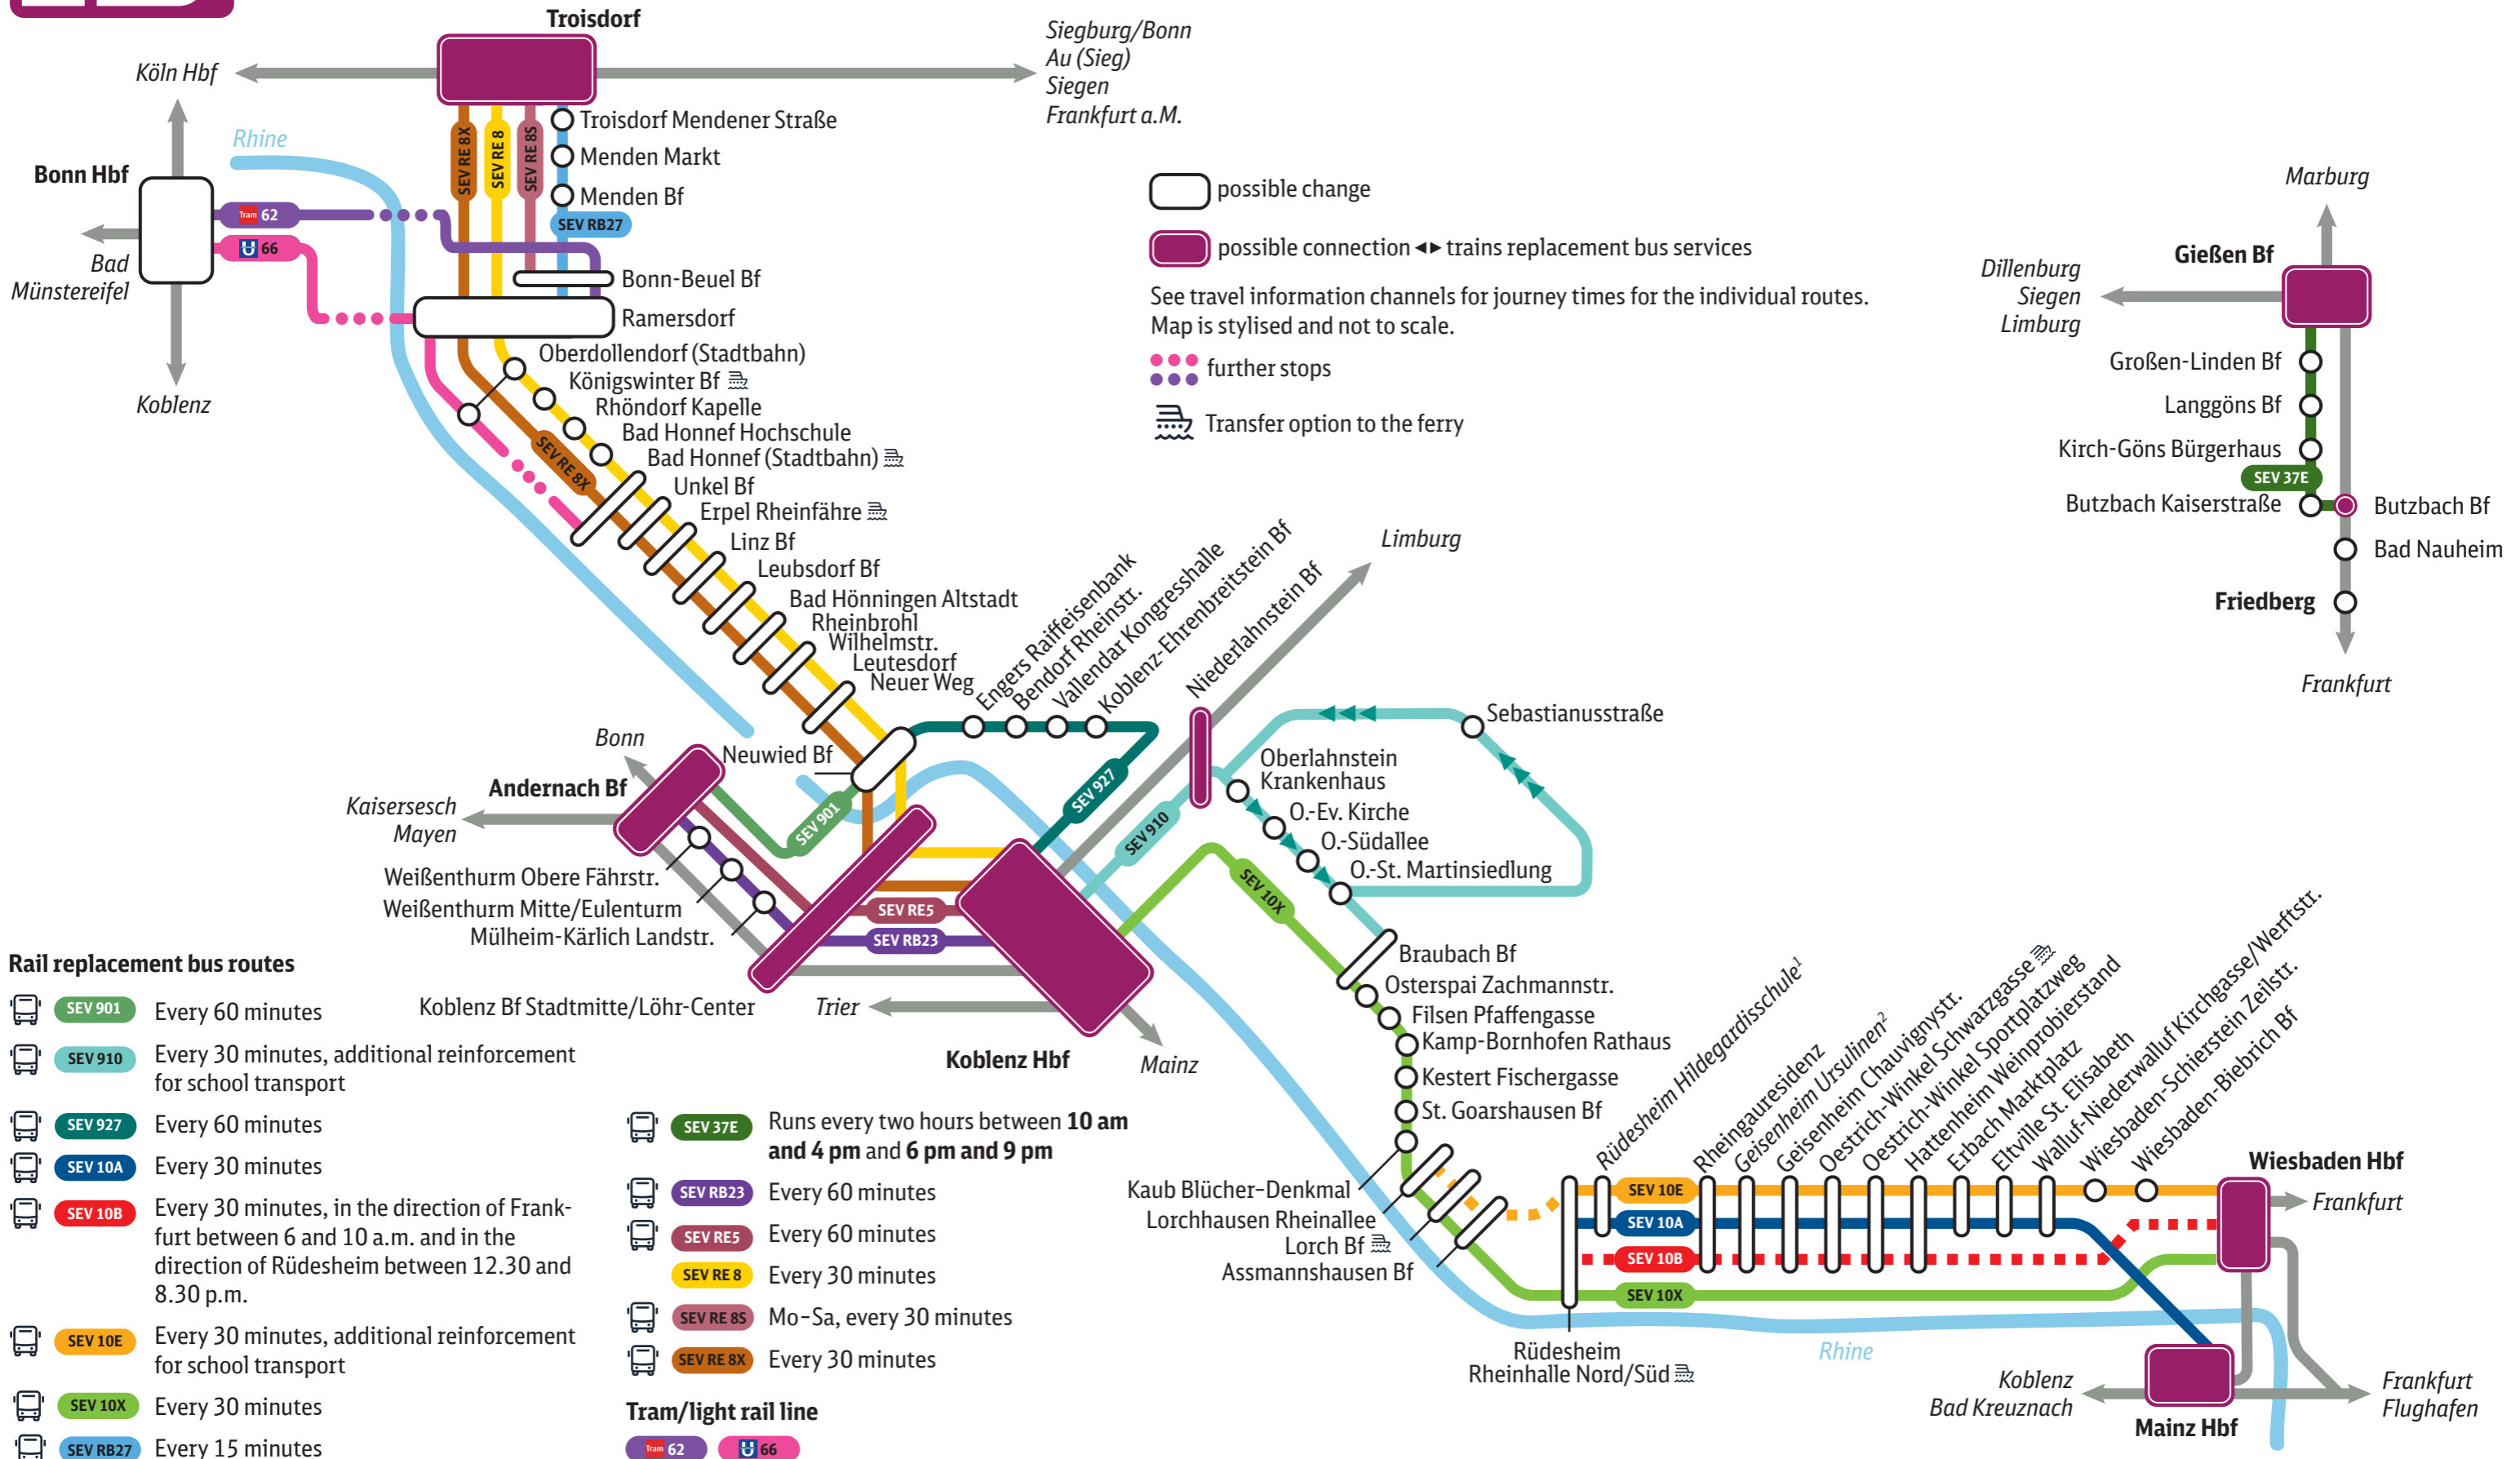 Troisdorf
Siegburg/Bonn
Au (Sieg)
Siegen
Frankfurt a.M.
Köln Hbf
Rhine
Bonn Hbf
Bad
Münstereifel
Koblenz
Tram 62
U 66
SEV RE 8X
SEV RE 8
SEV RE 8S
SEV RB27
Troisdorf Mendener Straße
Menden Markt
Menden Bf
Bonn-Beuel Bf
Ramersdorf
Oberdollendorf (Stadtbahn)
Königswinter Bf
Rhöndorf Kapelle
Bad Honnef Hochschule
Bad Honnef (Stadtbahn)
SEV RE 8X
Unkel Bf
Erpel Rheinfähre
Linz Bf
Leubsdorf Bf
Bad Hönningen Altstadt
Rheinbrohl
Wilhelmstr.
Leutesdorf
Neuer Weg
Neuwied Bf
possible change
possible connection ◂▸ trains replacement bus services
See travel information channels for journey times for the individual routes.
Map is stylised and not to scale.
further stops
Transfer option to the ferry
Marburg
Gießen Bf
Dillenburg
Siegen
Limburg
Großen-Linden Bf
Langgöns Bf
Kirch-Göns Bürgerhaus
SEV 37E
Butzbach Kaiserstraße
Butzbach Bf
Bad Nauheim
Friedberg
Frankfurt
Engers Raiffeisenbank
Bendorf Rheinstr.
Vallendar Kongresshalle
Koblenz-Ehrenbreitstein Bf
Niederlahnstein Bf
Limburg
SEV 927
SEV 910
SEV 901
Bonn
Andernach Bf
Kaisersesch
Mayen
Weißenthurm Obere Fährstr.
Weißenthurm Mitte/Eulenturm
Mülheim-Kärlich Landstr.
SEV RE5
SEV RB23
Koblenz Bf Stadtmitte/Löhr-Center
Trier
Koblenz Hbf
Mainz
Sebastianusstraße
Oberlahnstein
Krankenhaus
O.-Ev. Kirche
O.-Südallee
O.-St. Martinsiedlung
SEV 10X
Braubach Bf
Osterspai Zachmannstr.
Filsen Pfaffengasse
Kamp-Bornhofen Rathaus
Kestert Fischergasse
St. Goarshausen Bf
Kaub Blücher-Denkmal
Lorchhausen Rheinallee
Lorch Bf
Assmannshausen Bf
Rüdesheim
Rheinhalle Nord/Süd
Rüdesheim Hildegardisschule¹
Rheingauresidenz
Geisenheim Ursulinen²
Geisenheim Chauvignystr.
Oestrich-Winkel Schwarzgasse
Oestrich-Winkel Sportplatzweg
Hattenheim Weinprobierstand
Erbach Marktplatz
Eltville St. Elisabeth
Walluf-Niederwalluf Kirchgasse/Werftstr.
Wiesbaden-Schierstein Zeilstr.
Wiesbaden-Biebrich Bf
SEV 10E
SEV 10A
SEV 10B
SEV 10X
Wiesbaden Hbf
Frankfurt
Rhine
Koblenz
Bad Kreuznach
Mainz Hbf
Frankfurt
Flughafen
Rail replacement bus routes
SEV 901 Every 60 minutes
SEV 910 Every 30 minutes, additional reinforcement
for school transport
SEV 927 Every 60 minutes
SEV 10A Every 30 minutes
SEV 10B Every 30 minutes, in the direction of Frank-
furt between 6 and 10 a.m. and in the
direction of Rüdesheim between 12.30 and
8.30 p.m.
SEV 10E Every 30 minutes, additional reinforcement
for school transport
SEV 10X Every 30 minutes
SEV RB27 Every 15 minutes
SEV 37E Runs every two hours between 10 am
and 4 pm and 6 pm and 9 pm
SEV RB23 Every 60 minutes
SEV RE5 Every 60 minutes
SEV RE 8 Every 30 minutes
SEV RE 8S Mo-Sa, every 30 minutes
SEV RE 8X Every 30 minutes
Tram/light rail line
Tram 62 U 66